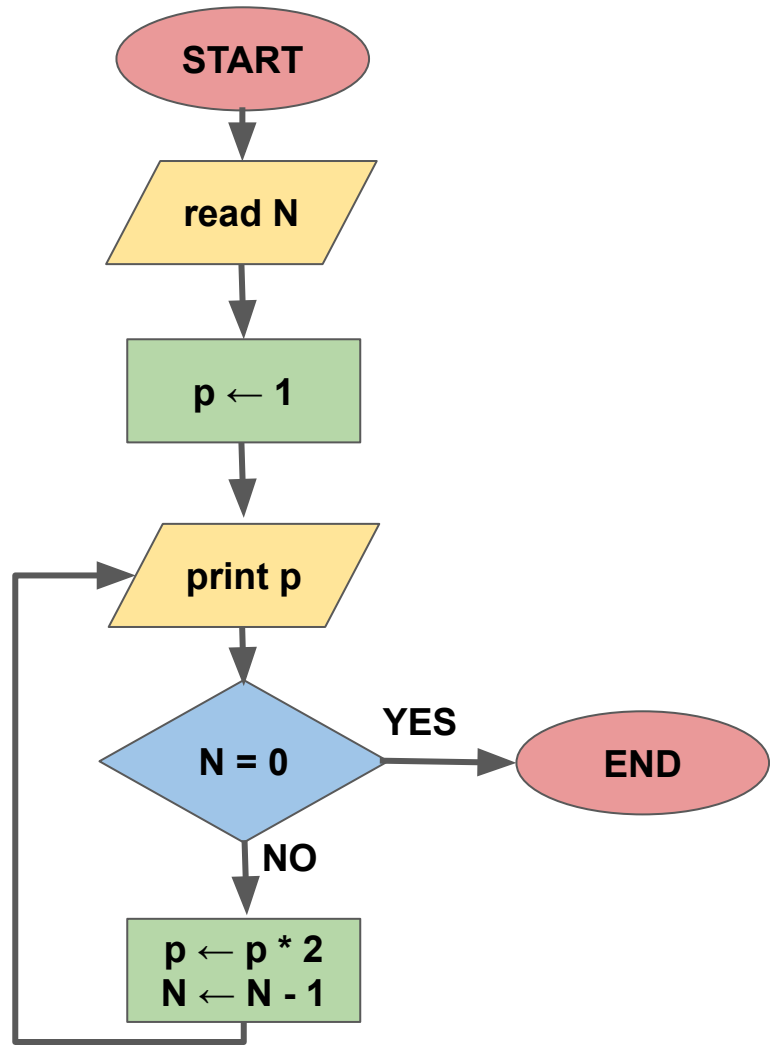 START
read N
p ← 1
print p
N = 0
YES
END
NO
p ← p * 2
N ← N - 1